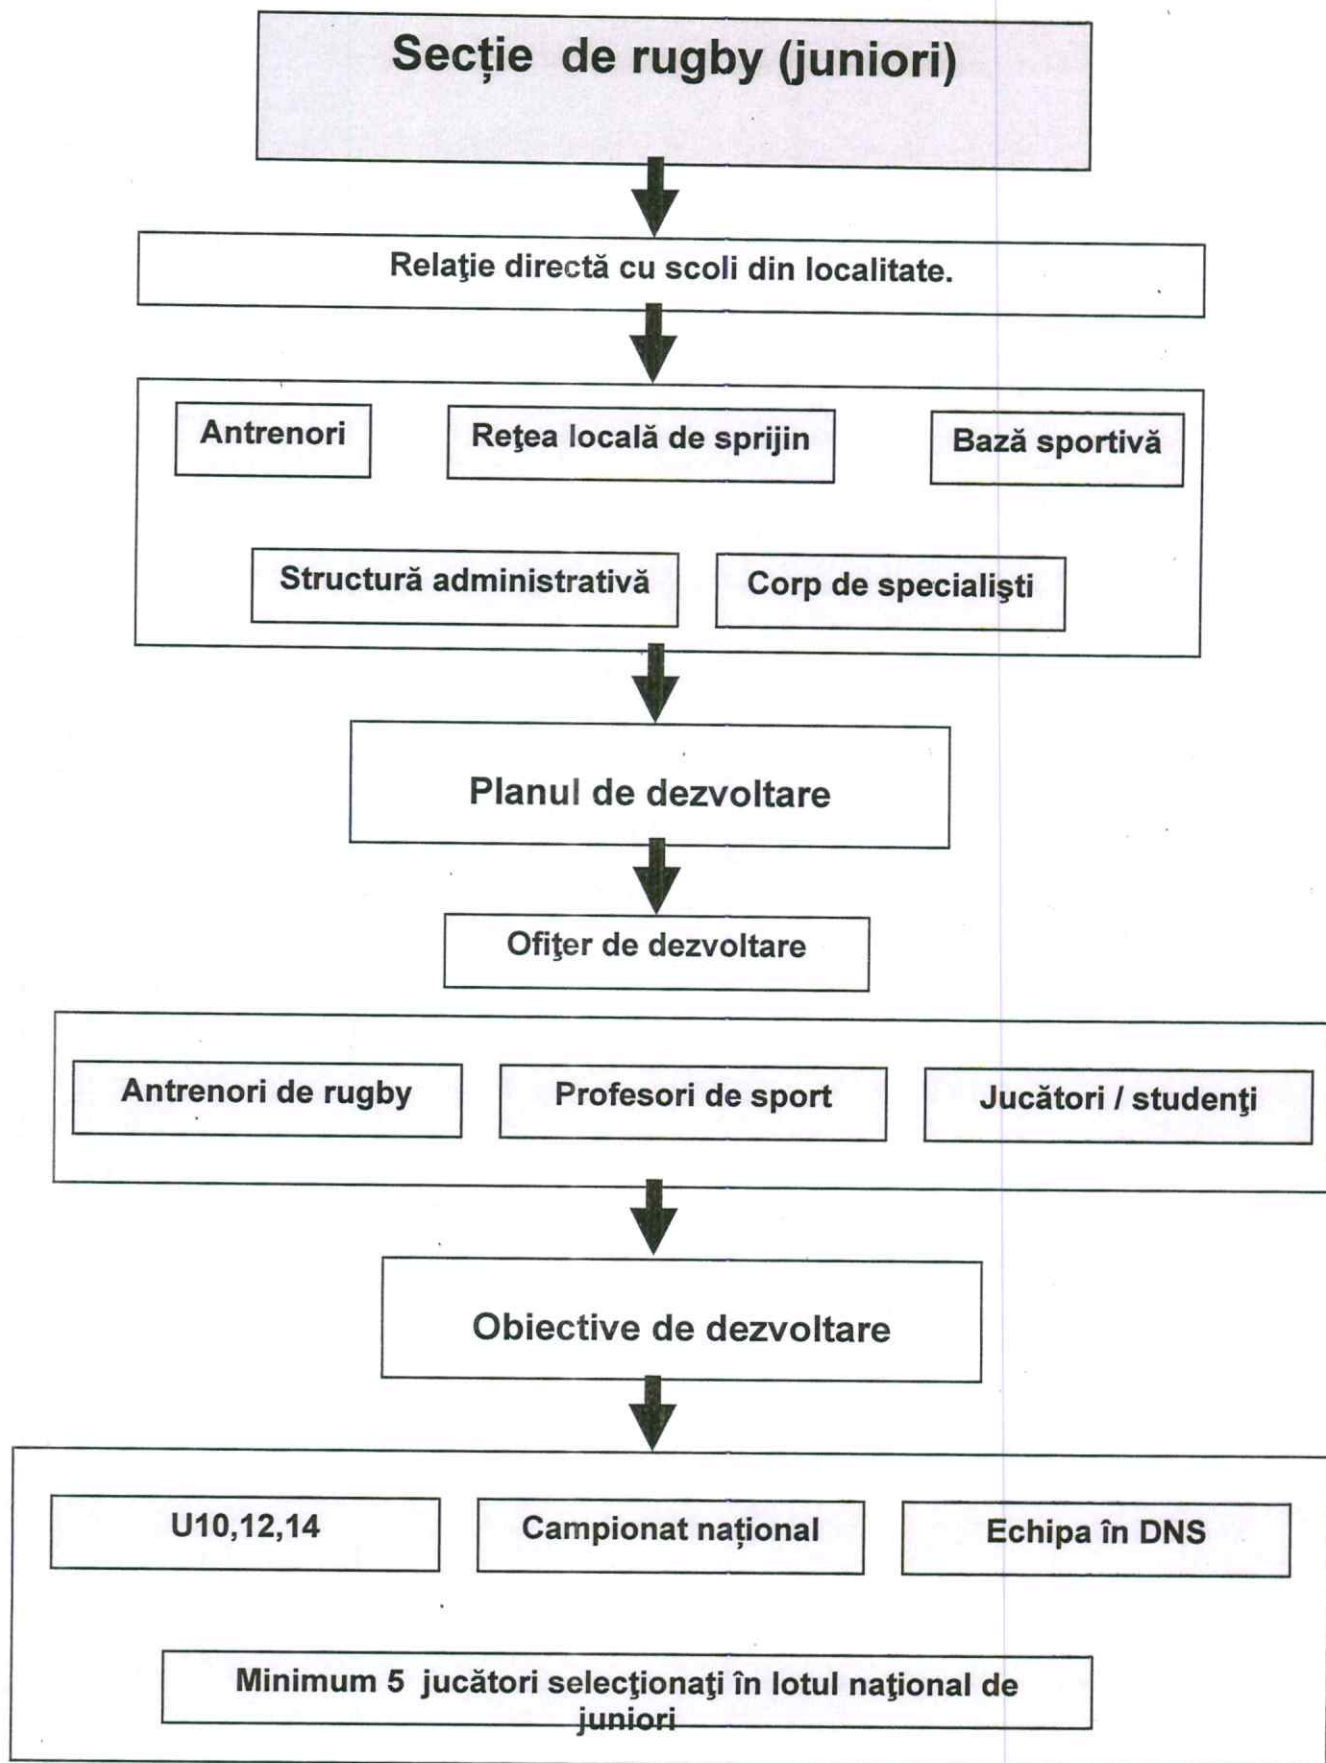 Secție de rugby (juniori)
Relaţie directă cu scoli din localitate.
Antrenori
Reţea locală de sprijin
Bază sportivă
Structură administrativă
Corp de specialişti
Planul de dezvoltare
Ofiţer de dezvoltare
Antrenori de rugby
Profesori de sport
Jucători / studenţi
Obiective de dezvoltare
U10,12,14
Campionat național
Echipa în DNS
Minimum 5 jucători selecţionaţi în lotul naţional de
juniori